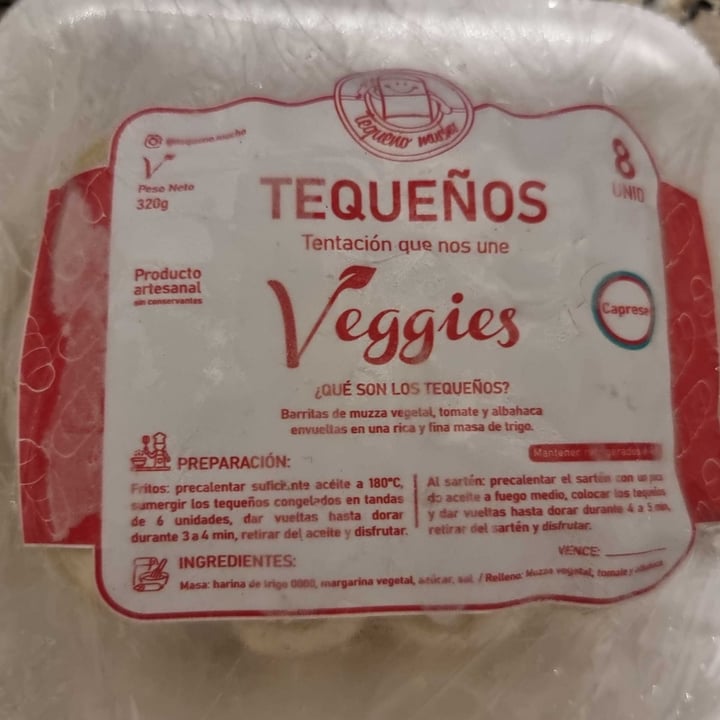 tequeño mucho
@tequeno.mucho
V
Peso Neto
320g
8
UNID
TEQUEÑOS
Tentación que nos une
Producto
artesanal
sin conservantes
Veggies
Caprese
¿QUÉ SON LOS TEQUEÑOS?
Barritas de muzza vegetal, tomate y albahaca
envueltas en una rica y fina masa de trigo.
Mantener refrigerados a
PREPARACIÓN:
Fritos: precalentar suficiente aceite a 180°C,
sumergir los tequeños congelados en tandas
de 6 unidades, dar vueltas hasta dorar
durante 3 a 4 min, retirar del aceite y disfrutar.
Al sartén: precalentar el sartén con un poco
de aceite a fuego medio, colocar los tequeños
y dar vueltas hasta dorar durante 4 a 5 min,
retirar del sartén y disfrutar.
VENCE:
INGREDIENTES:
Masa: harina de trigo 0000, margarina vegetal, azúcar, sal. / Relleno: Muzza vegetal, tomate y albahaca